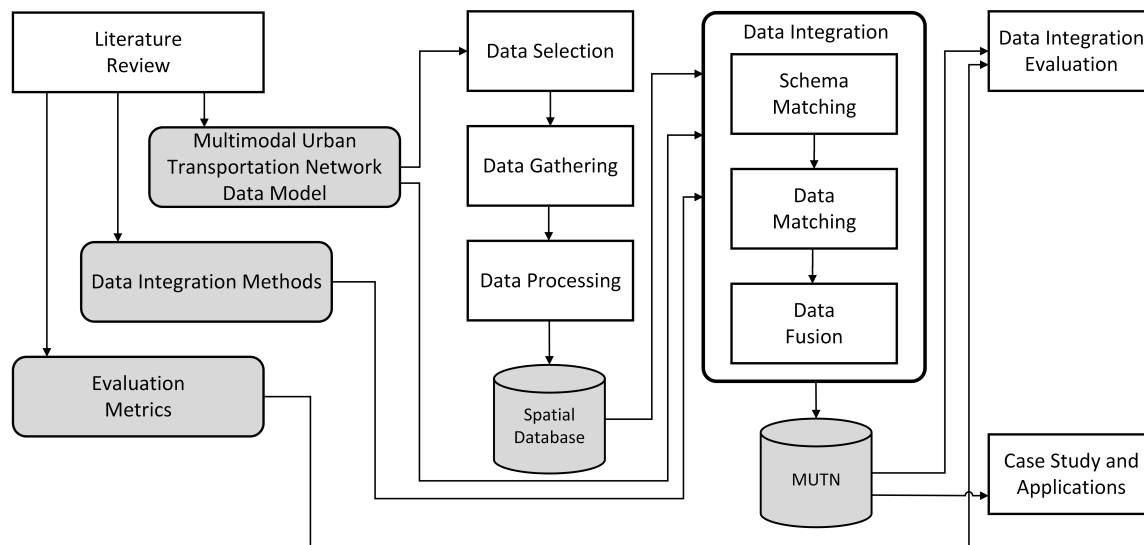 Literature
Review
Multimodal Urban
Transportation Network
Data Model
Data Integration Methods
Evaluation
Metrics
Data Selection
Data Gathering
Data Processing
Spatial
Database
Data Integration
Schema
Matching
Data
Matching
Data
Fusion
MUTN
Data Integration
Evaluation
Case Study and
Applications